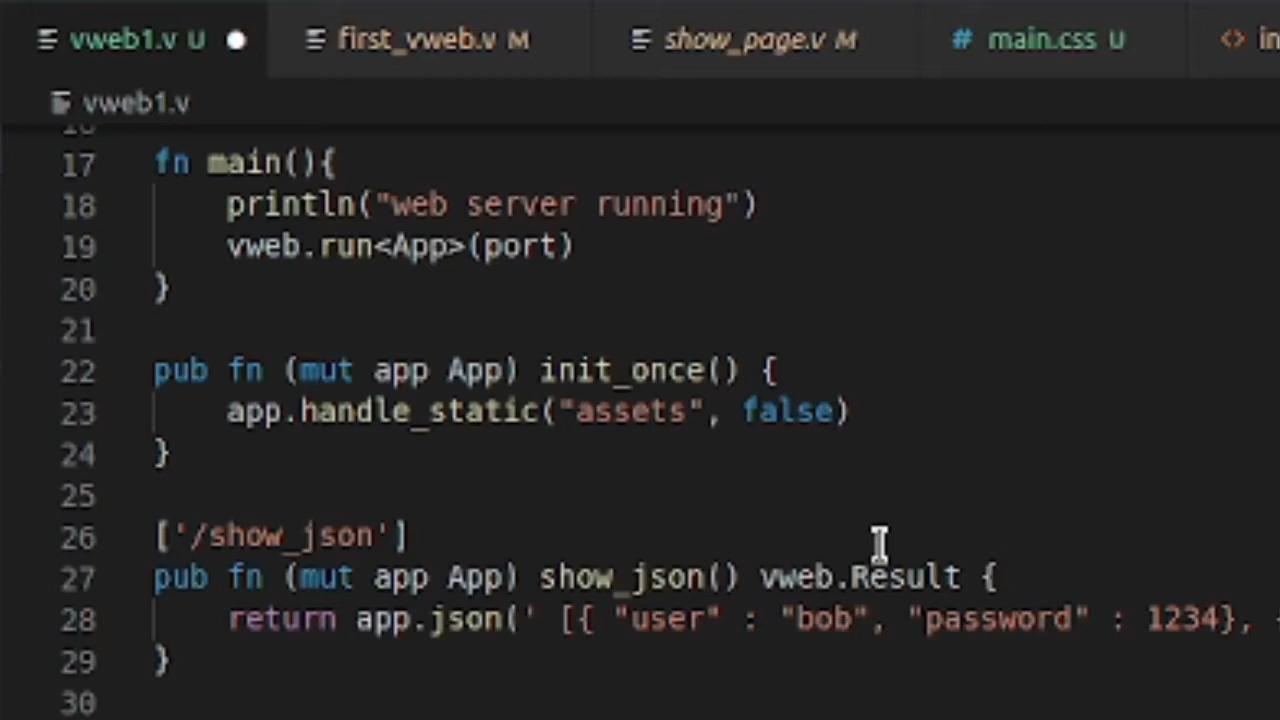 vweb1.v U
first_vweb.v M
show_page.v M
# main.css U
<> in
vweb1.v
16
17 fn main(){
18 println("web server running")
19 vweb.run<App>(port)
20 }
21
22 pub fn (mut app App) init_once() {
23 app.handle_static("assets", false)
24 }
25
26 ['/show_json']
27 pub fn (mut app App) show_json() vweb.Result {
28 return app.json(' [{ "user" : "bob", "password" : 1234},
29 }
30